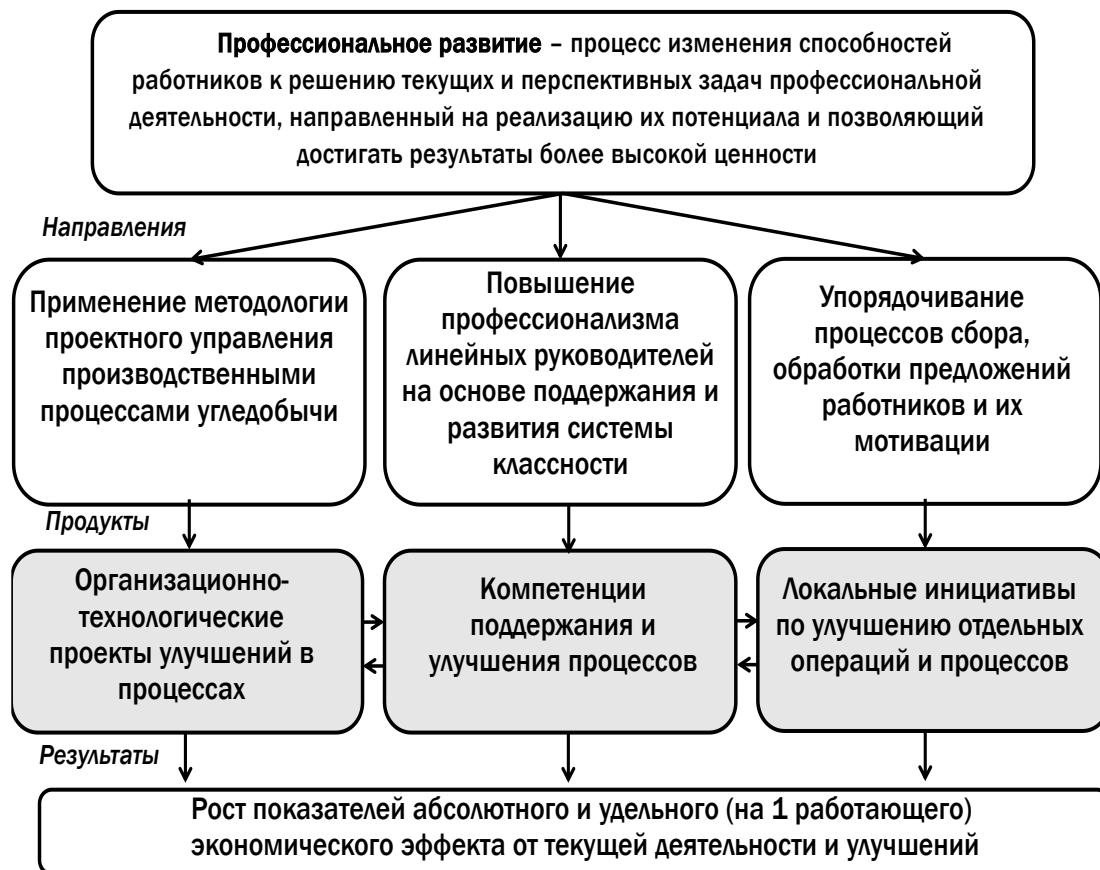 Профессиональное развитие – процесс изменения способностей
работников к решению текущих и перспективных задач профессиональной
деятельности, направленный на реализацию их потенциала и позволяющий
достигать результаты более высокой ценности
Направления
Применение методологии
проектного управления
производственными
процессами угледобычи
Повышение
профессионализма
линейных руководителей
на основе поддержания и
развития системы
классности
Упорядочивание
процессов сбора,
обработки предложений
работников и их
мотивации
Продукты
Организационно-
технологические
проекты улучшений в
процессах
Компетенции
поддержания и
улучшения процессов
Локальные инициативы
по улучшению отдельных
операций и процессов
Результаты
Рост показателей абсолютного и удельного (на 1 работающего)
экономического эффекта от текущей деятельности и улучшений